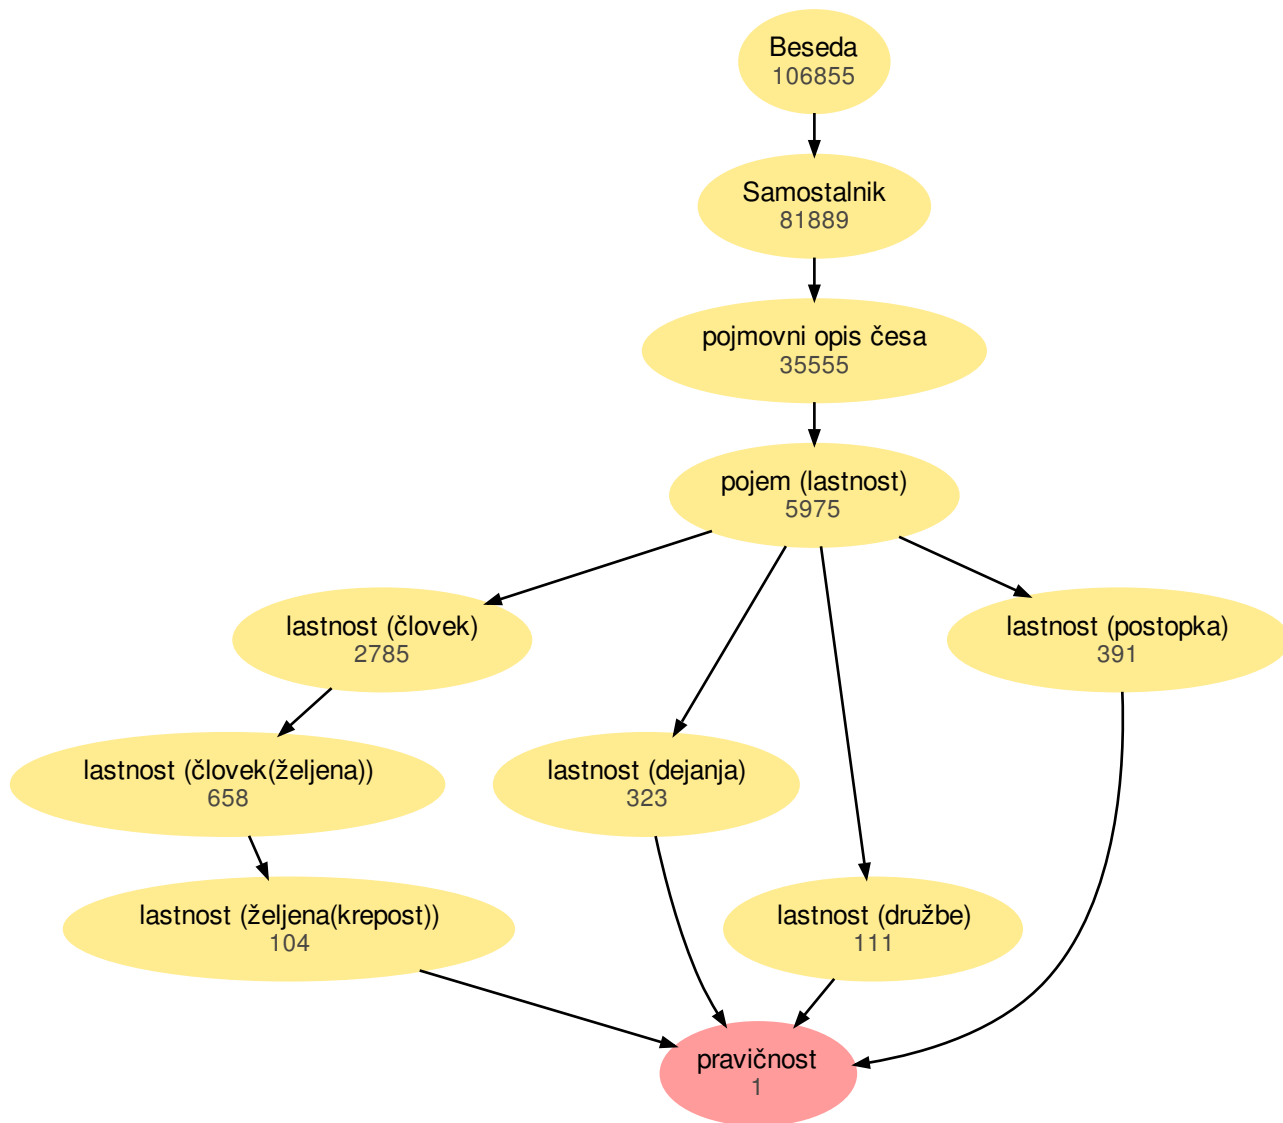 Beseda
106855
Samostalnik
81889
pojmovni opis česa
35555
pojem (lastnost)
5975
lastnost (človek)
2785
lastnost (postopka)
391
lastnost (človek(željena))
658
lastnost (dejanja)
323
lastnost (željena(krepost))
104
lastnost (družbe)
111
pravičnost
1